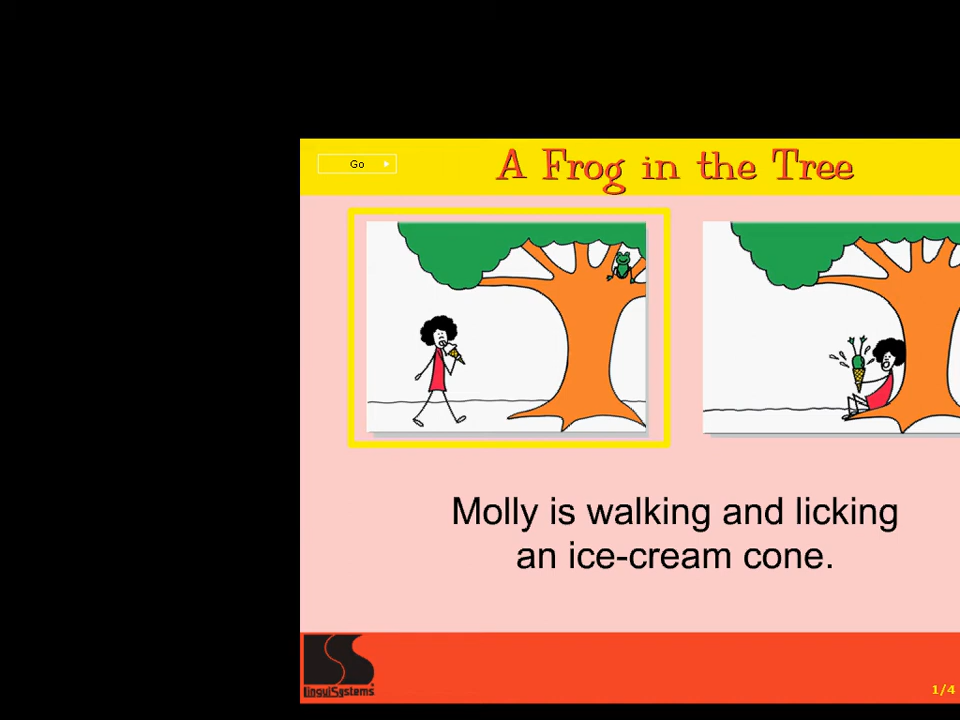 Go
A Frog in the Tree
Molly is walking and licking
an ice-cream cone.
LinguiSystems
1/4